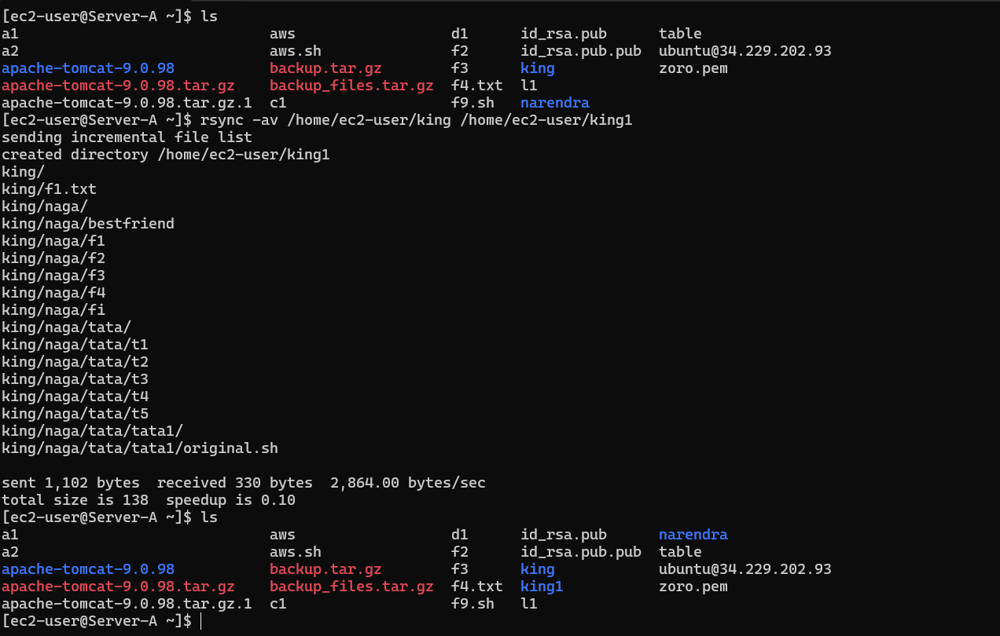 [ec2-user@Server-A ~]$ ls
a1                            aws                  d1      id_rsa.pub      table
a2                            aws.sh               f2      id_rsa.pub.pub  ubuntu@34.229.202.93
apache-tomcat-9.0.98          backup.tar.gz        f3      king            zoro.pem
apache-tomcat-9.0.98.tar.gz   backup_files.tar.gz  f4.txt  l1
apache-tomcat-9.0.98.tar.gz.1 c1                   f9.sh   narendra
[ec2-user@Server-A ~]$ rsync -av /home/ec2-user/king /home/ec2-user/king1
sending incremental file list
created directory /home/ec2-user/king1
king/
king/f1.txt
king/naga/
king/naga/bestfriend
king/naga/f1
king/naga/f2
king/naga/f3
king/naga/f4
king/naga/fi
king/naga/tata/
king/naga/tata/t1
king/naga/tata/t2
king/naga/tata/t3
king/naga/tata/t4
king/naga/tata/t5
king/naga/tata/tata1/
king/naga/tata/tata1/original.sh

sent 1,102 bytes  received 330 bytes  2,864.00 bytes/sec
total size is 138  speedup is 0.10
[ec2-user@Server-A ~]$ ls
a1                            aws                  d1      id_rsa.pub      narendra
a2                            aws.sh               f2      id_rsa.pub.pub  table
apache-tomcat-9.0.98          backup.tar.gz        f3      king            ubuntu@34.229.202.93
apache-tomcat-9.0.98.tar.gz   backup_files.tar.gz  f4.txt  king1           zoro.pem
apache-tomcat-9.0.98.tar.gz.1 c1                   f9.sh   l1
[ec2-user@Server-A ~]$